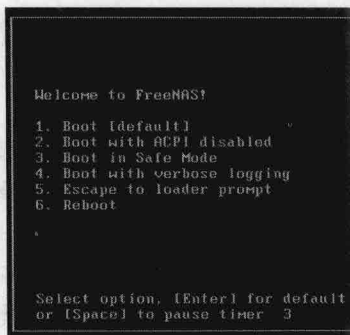 Welcome to FreeNAS!
1. Boot [default]
2. Boot with ACPI disabled
3. Boot in Safe Mode
4. Boot with verbose logging
5. Escape to loader prompt
6. Reboot
Select option, [Enter] for default
or [Space] to pause timer 3